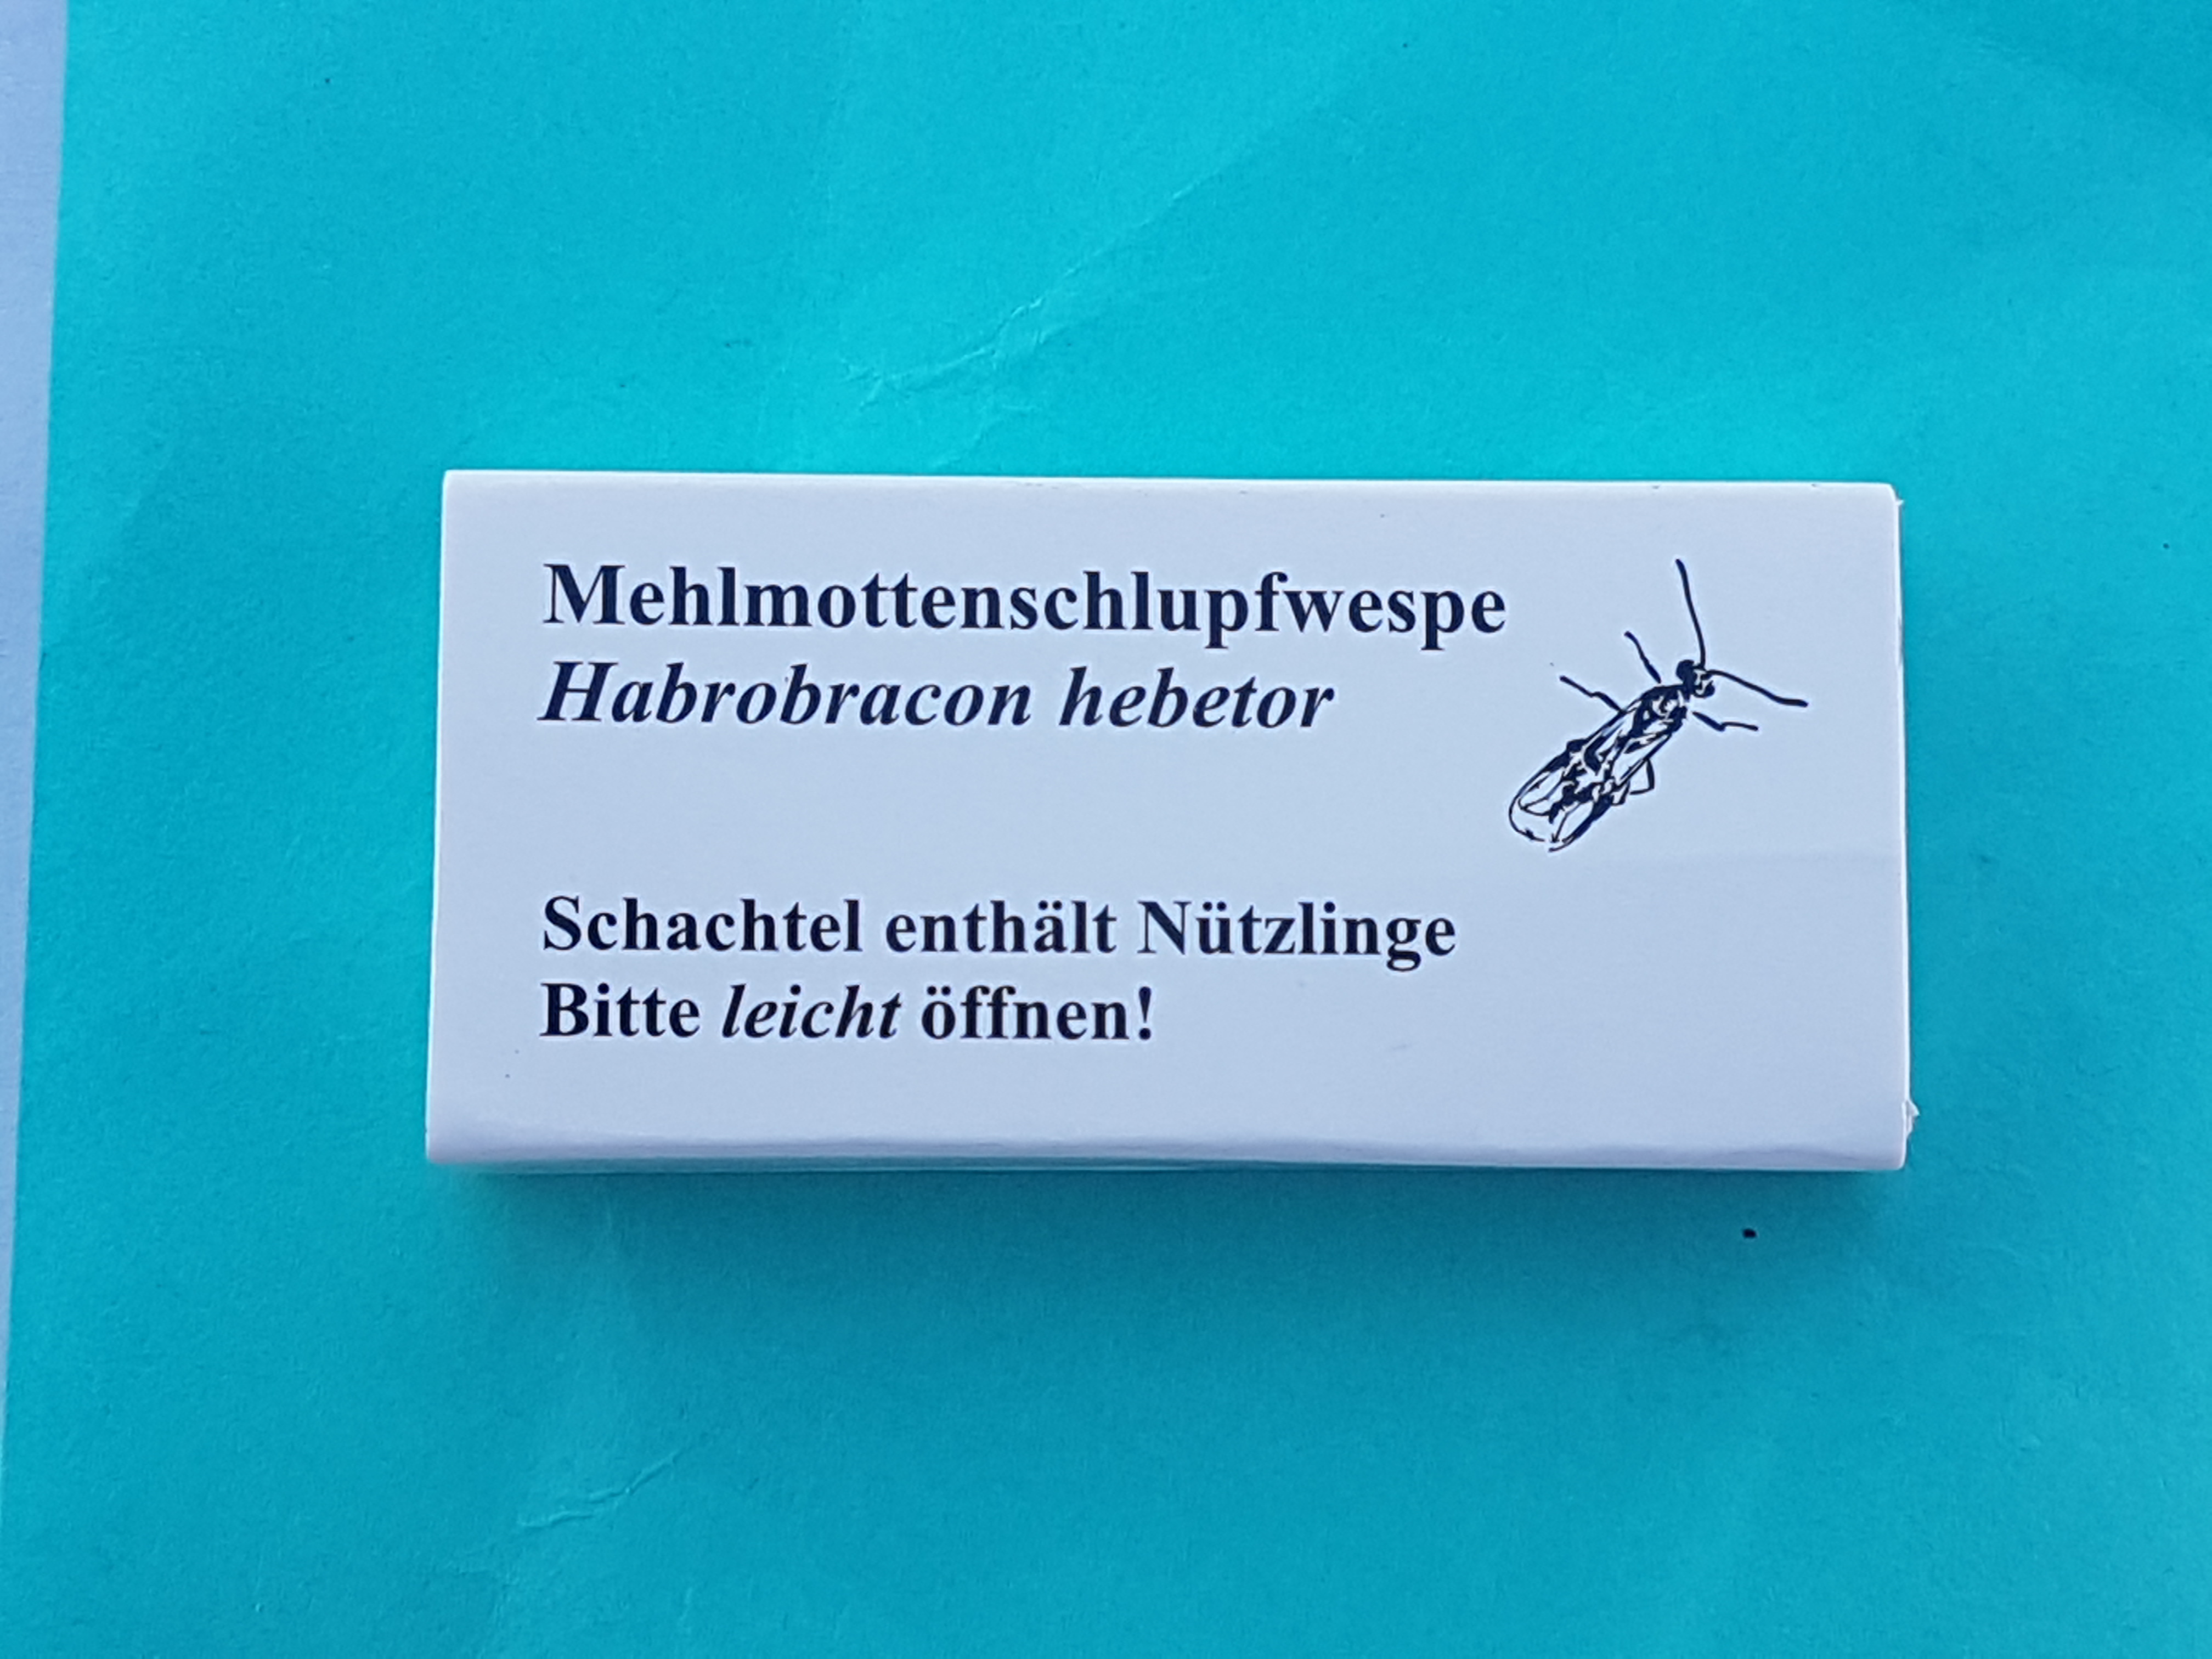 Mehlmottenschlupfwespe
Habrobracon hebetor
Schachtel enthält Nützlinge
Bitte leicht öffnen!